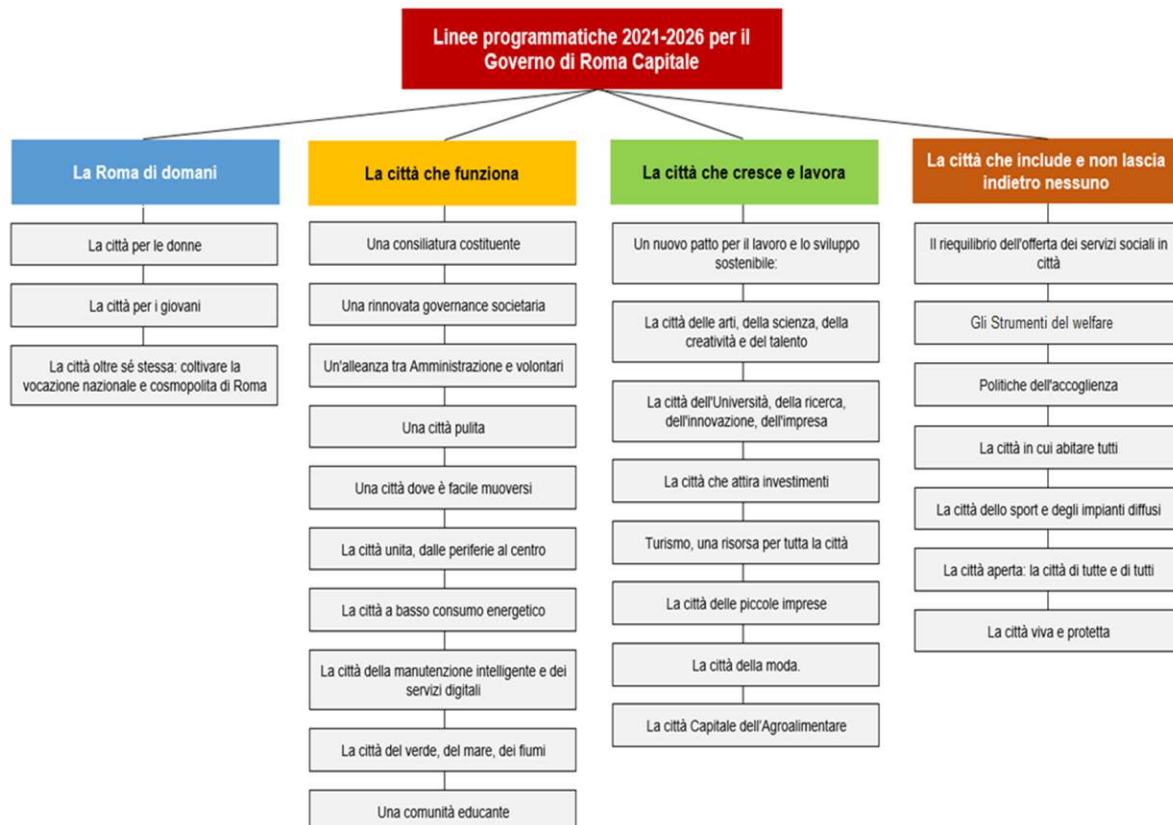 Linee programmatiche 2021-2026 per il
Governo di Roma Capitale
La Roma di domani
La città per le donne
La città per i giovani
La città oltre sé stessa: coltivare la
vocazione nazionale e cosmopolita di Roma
La città che funziona
Una consiliatura costituente
Una rinnovata governance societaria
Un'alleanza tra Amministrazione e volontari
Una città pulita
Una città dove è facile muoversi
La città unita, dalle periferie al centro
La città a basso consumo energetico
La città della manutenzione intelligente e dei
servizi digitali
La città del verde, del mare, dei fiumi
Una comunità educante
La città che cresce e lavora
Un nuovo patto per il lavoro e lo sviluppo
sostenibile:
La città delle arti, della scienza, della
creatività e del talento
La città dell'Università, della ricerca,
dell'innovazione, dell'impresa
La città che attira investimenti
Turismo, una risorsa per tutta la città
La città delle piccole imprese
La città della moda.
La città Capitale dell'Agroalimentare
La città che include e non lascia
indietro nessuno
Il riequilibrio dell'offerta dei servizi sociali in
città
Gli Strumenti del welfare
Politiche dell'accoglienza
La città in cui abitare tutti
La città dello sport e degli impianti diffusi
La città aperta: la città di tutte e di tutti
La città viva e protetta